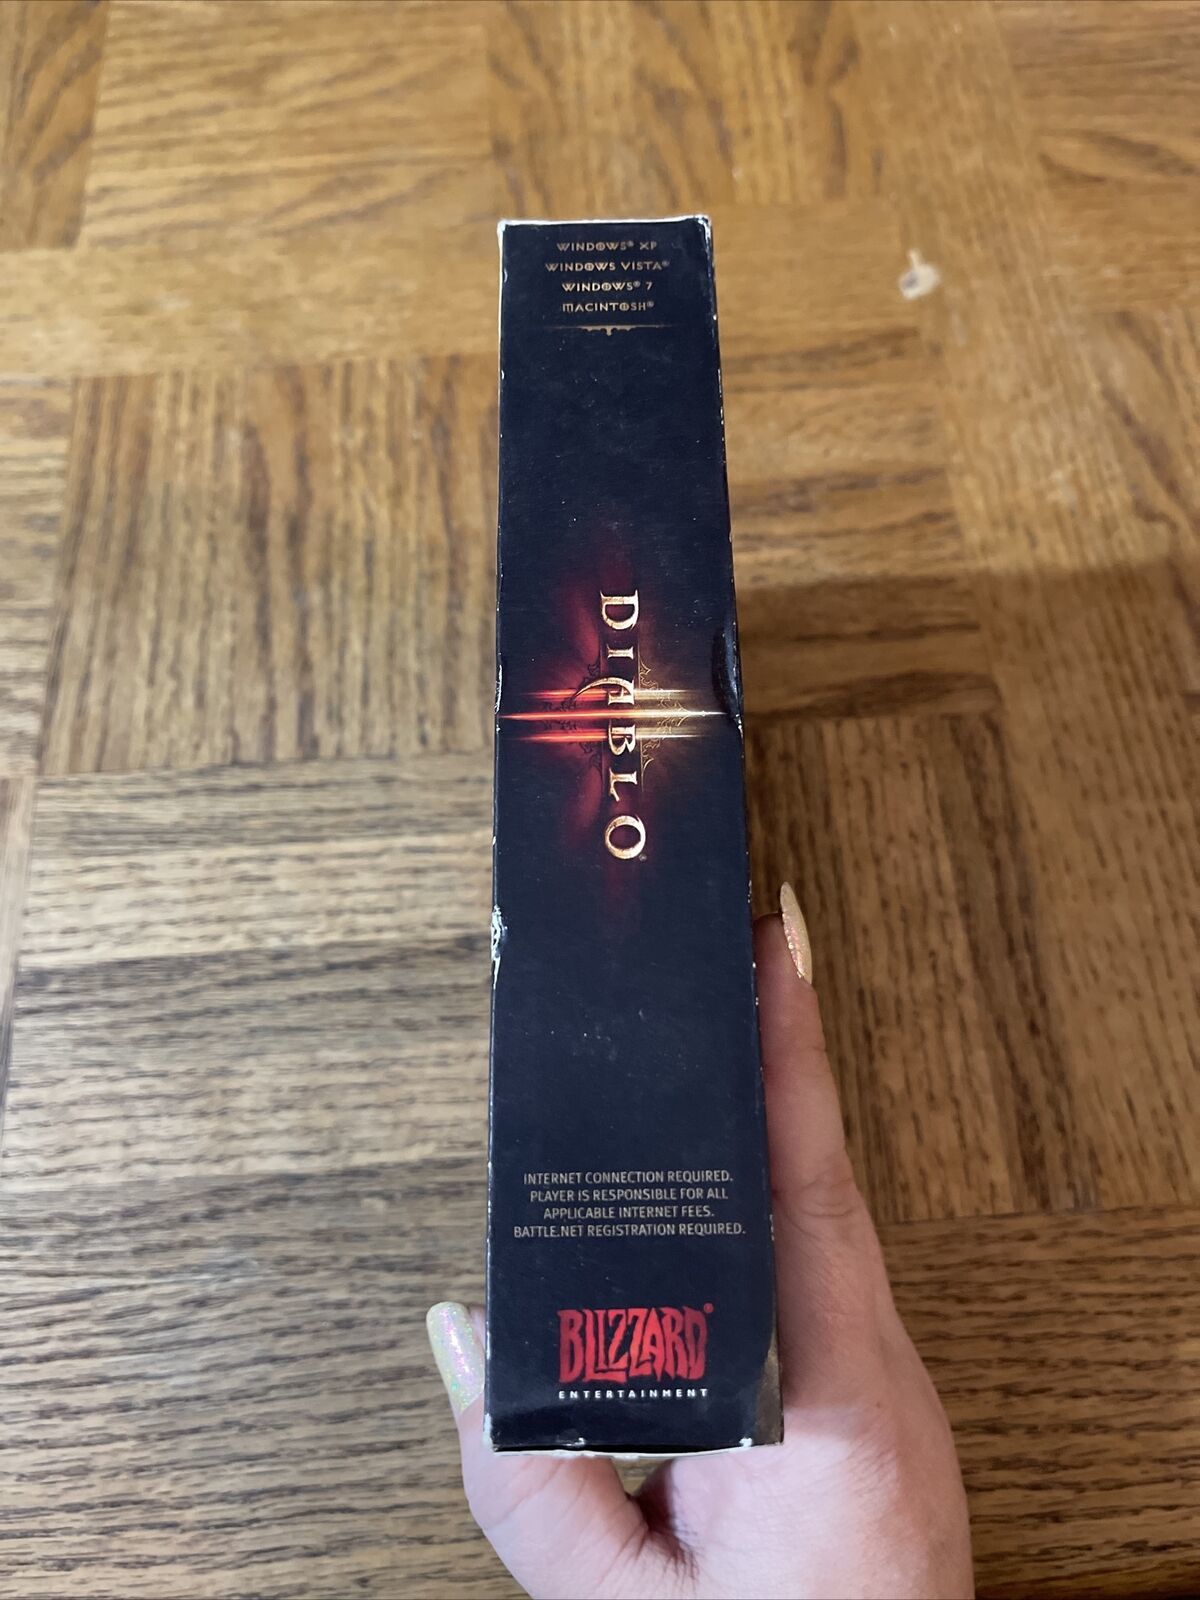 WINDOWS® XP
WINDOWS VISTA®
WINDOWS® 7
MACINTOSH®
DIABLO®
INTERNET CONNECTION REQUIRED.
PLAYER IS RESPONSIBLE FOR ALL
APPLICABLE INTERNET FEES.
BATTLE.NET REGISTRATION REQUIRED.
BLIZZARD®
ENTERTAINMENT